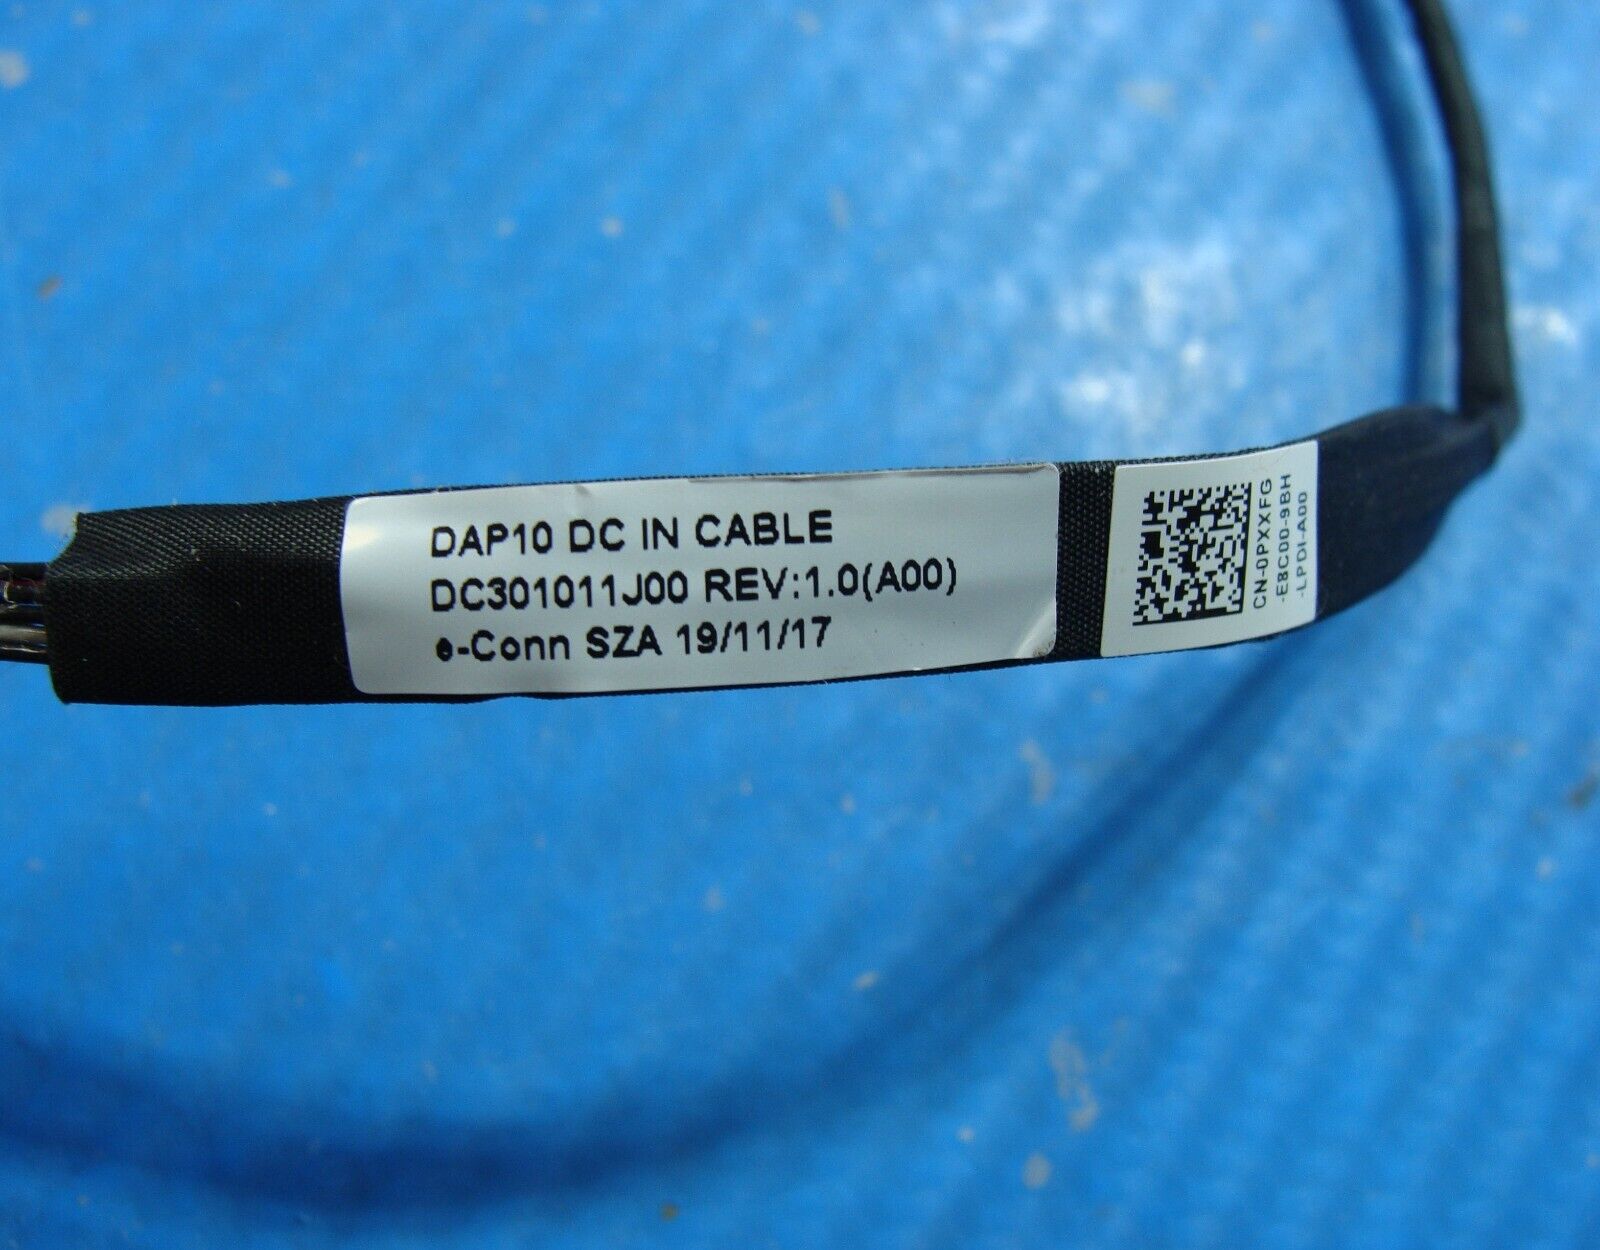 DAP10 DC IN CABLE
DC301011J00 REV:1.0(A00)
e-Conn SZA 19/11/17
CN-0PXXFG
-E8C00-9BH
-LPDI-A00